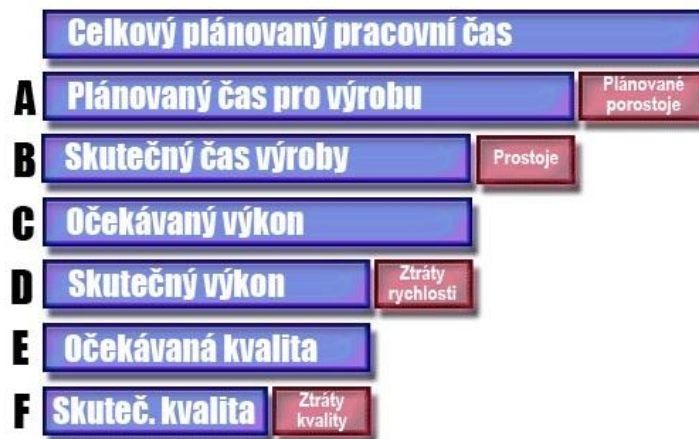 Celkový plánovaný pracovní čas
A Plánovaný čas pro výrobu
Plánované
porostoje
B Skutečný čas výroby
Prostoje
C Očekávaný výkon
D Skutečný výkon
Ztráty
rychlosti
E Očekávaná kvalita
F Skuteč. kvalita
Ztráty
kvality